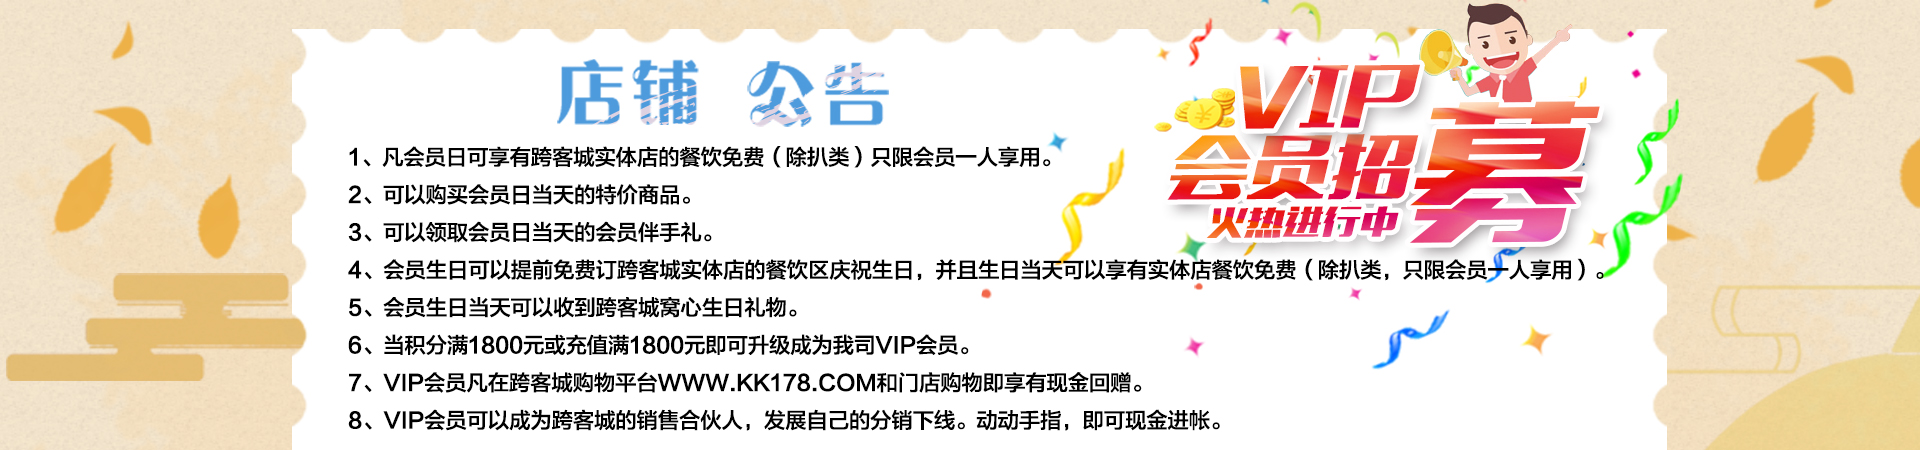 店铺 公告
VIP
会员招募
火热进行中
1、凡会员日可享有跨客城实体店的餐饮免费（除扒类）只限会员一人享用。
2、可以购买会员日当天的特价商品。
3、可以领取会员日当天的会员伴手礼。
4、会员生日可以提前免费订跨客城实体店的餐饮区庆祝生日，并且生日当天可以享有实体店餐饮免费（除扒类，只限会员一人享用）。
5、会员生日当天可以收到跨客城窝心生日礼物。
6、当积分满1800元或充值满1800元即可升级成为我司VIP会员。
7、VIP会员凡在跨客城购物平台WWW.KK178.COM和门店购物即享有现金回赠。
8、VIP会员可以成为跨客城的销售合伙人，发展自己的分销下线。动动手指，即可现金进帐。